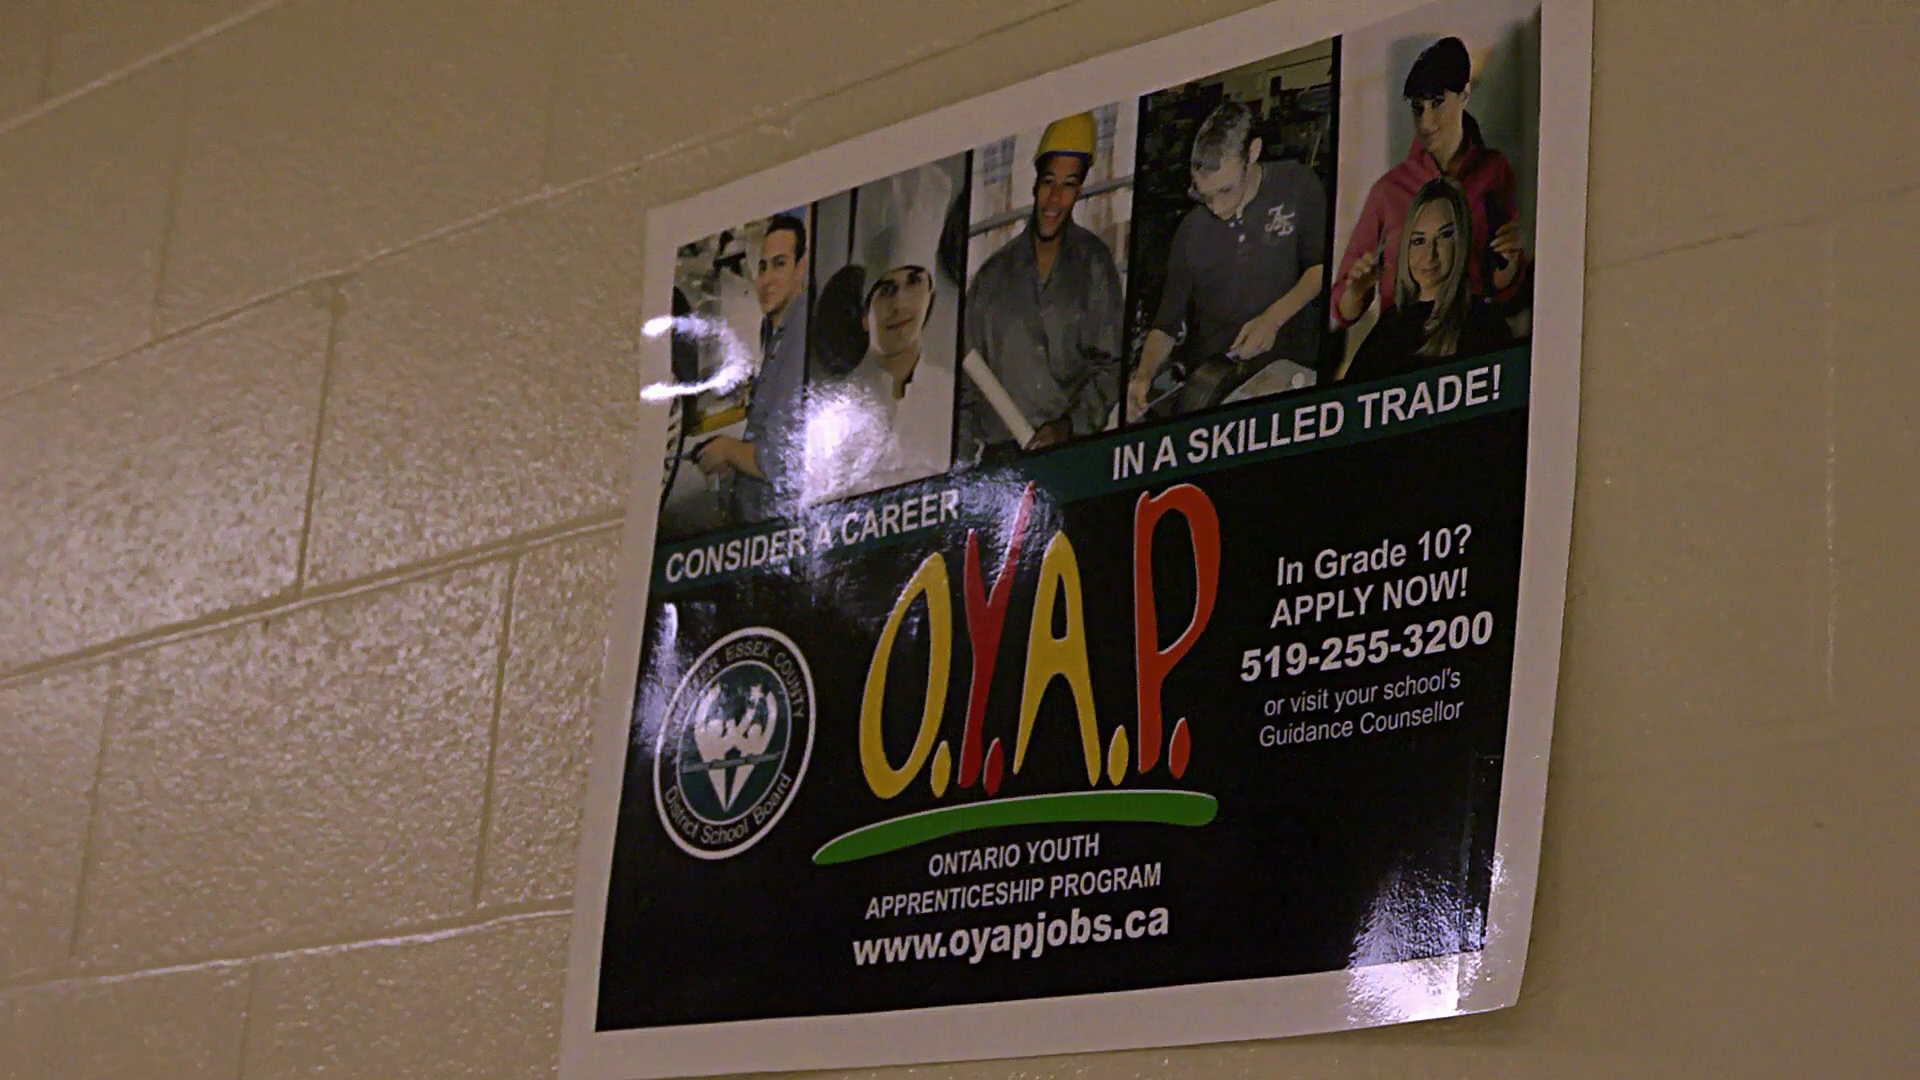 CONSIDER A CAREER IN A SKILLED TRADE!
O.Y.A.P.
In Grade 10?
APPLY NOW!
519-255-3200
or visit your school's
Guidance Counsellor
ESSEX COUNTY
District School Board
ONTARIO YOUTH
APPRENTICESHIP PROGRAM
www.oyapjobs.ca